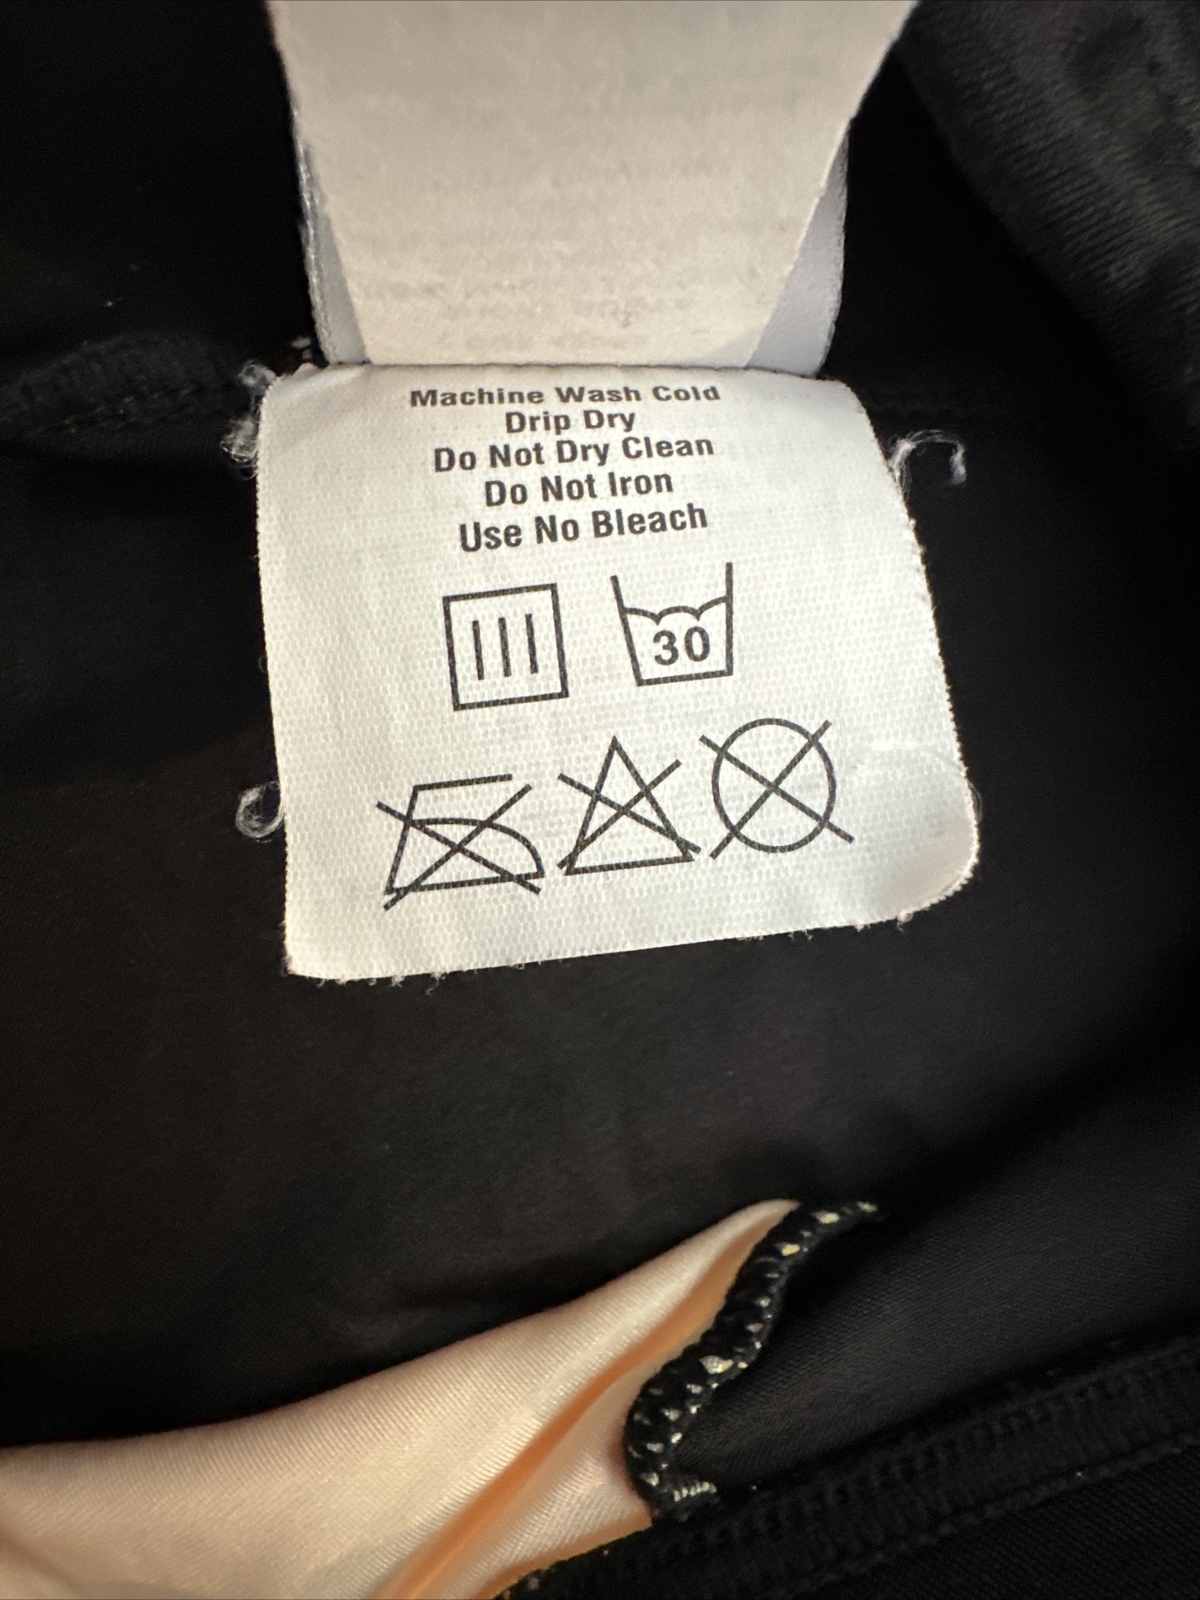 Machine Wash Cold
Drip Dry
Do Not Dry Clean
Do Not Iron
Use No Bleach
30